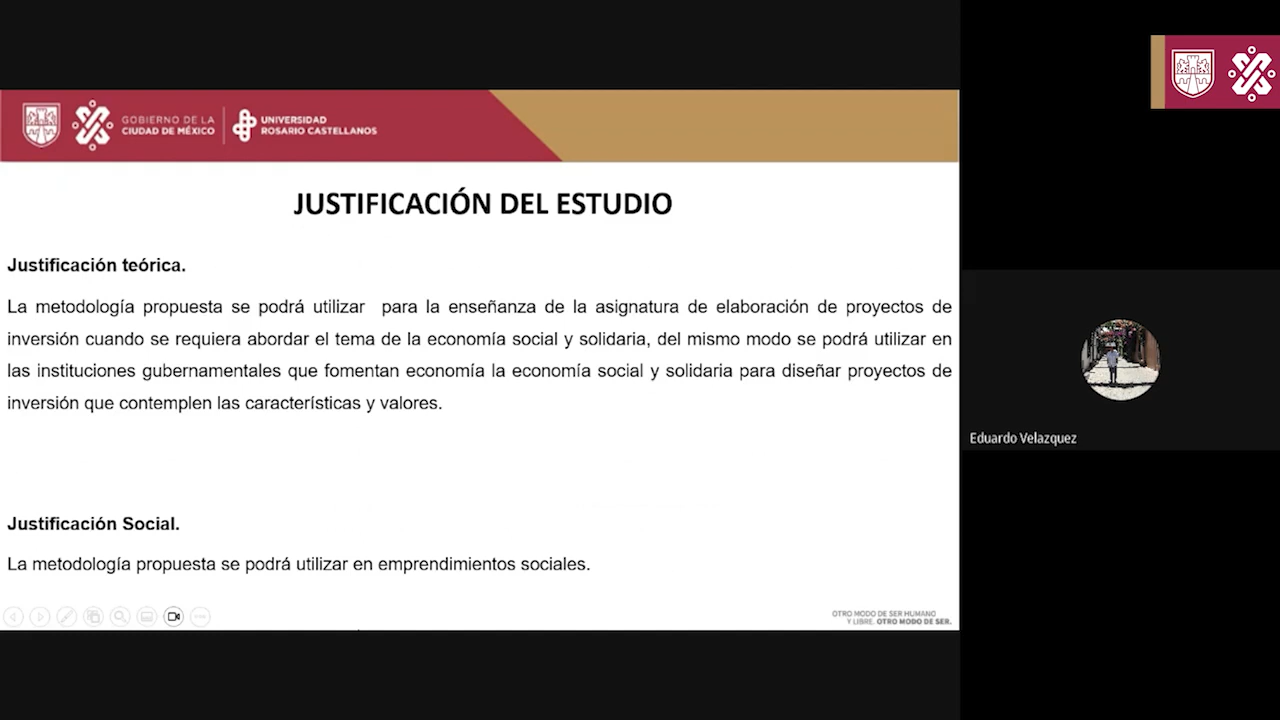 GOBIERNO DE LA
CIUDAD DE MÉXICO
UNIVERSIDAD
ROSARIO CASTELLANOS
JUSTIFICACIÓN DEL ESTUDIO
Justificación teórica.
La metodología propuesta se podrá utilizar para la enseñanza de la asignatura de elaboración de proyectos de
inversión cuando se requiera abordar el tema de la economía social y solidaria, del mismo modo se podrá utilizar en
las instituciones gubernamentales que fomentan economía la economía social y solidaria para diseñar proyectos de
inversión que contemplen las características y valores.
Justificación Social.
La metodología propuesta se podrá utilizar en emprendimientos sociales.
OTRO MODO DE SER HUMANO
Y LIBRE. OTRO MODO DE SER.
Eduardo Velazquez